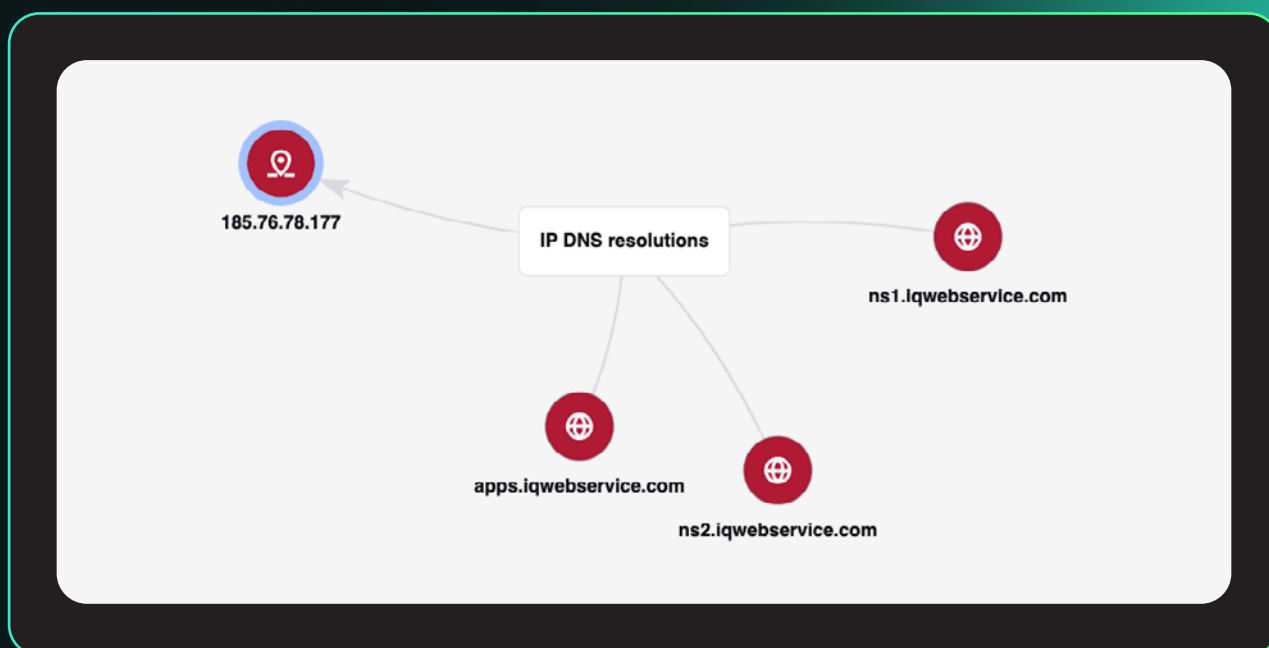 185.76.78.177
IP DNS resolutions
ns1.iqwebservice.com
apps.iqwebservice.com
ns2.iqwebservice.com